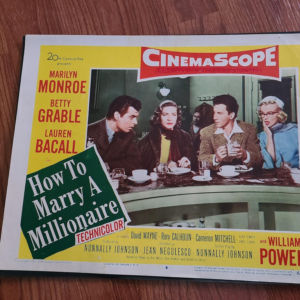 20th Century-Fox
CINEMASCOPE
MARILYN
MONROE
BETTY
GRABLE
LAUREN
BACALL
How To
Marry A
Millionaire
TECHNICOLOR
David WAYNE · Rory CALHOUN · Cameron MITCHELL
NUNNALLY JOHNSON · JEAN NEGULESCO · NUNNALLY JOHNSON
and WILLIAM
POWE